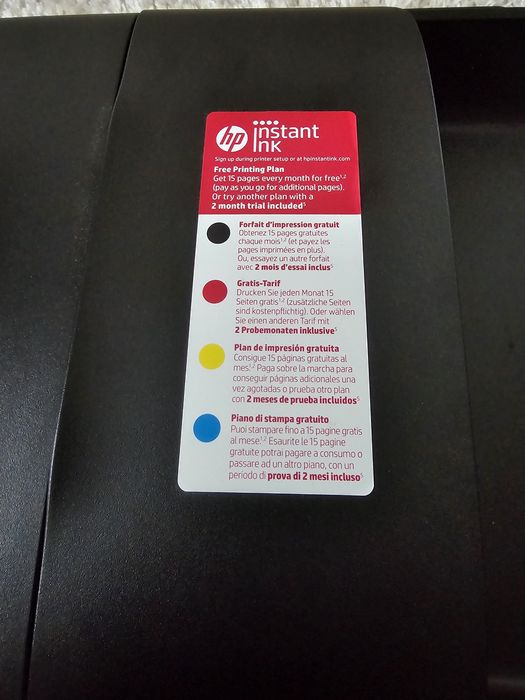 hp instant
ink
Sign up during printer setup or at hpinstantink.com
Free Printing Plan
Get 15 pages every month for free¹,²
(pay as you go for additional pages).
Or try another plan with a
2 month trial included⁵
Forfait d'impression gratuit
Obtenez 15 pages gratuites
chaque mois¹,² (et payez les
pages imprimées en plus).
Ou, essayez un autre forfait
avec 2 mois d'essai inclus⁵
Gratis-Tarif
Drucken Sie jeden Monat 15
Seiten gratis¹,² (zusätzliche Seiten
sind kostenpflichtig). Oder wählen
Sie einen anderen Tarif mit
2 Probemonaten inklusive⁵
Plan de impresión gratuita
Consigue 15 páginas gratuitas al
mes.¹,² Paga sobre la marcha para
conseguir páginas adicionales una
vez agotadas o prueba otro plan
con 2 meses de prueba incluidos⁵
Piano di stampa gratuito
Puoi stampare fino a 15 pagine gratis
al mese.¹,² Esaurite le 15 pagine
gratuite potrai pagare a consumo o
passare ad un altro piano, con un
periodo di prova di 2 mesi incluso⁵